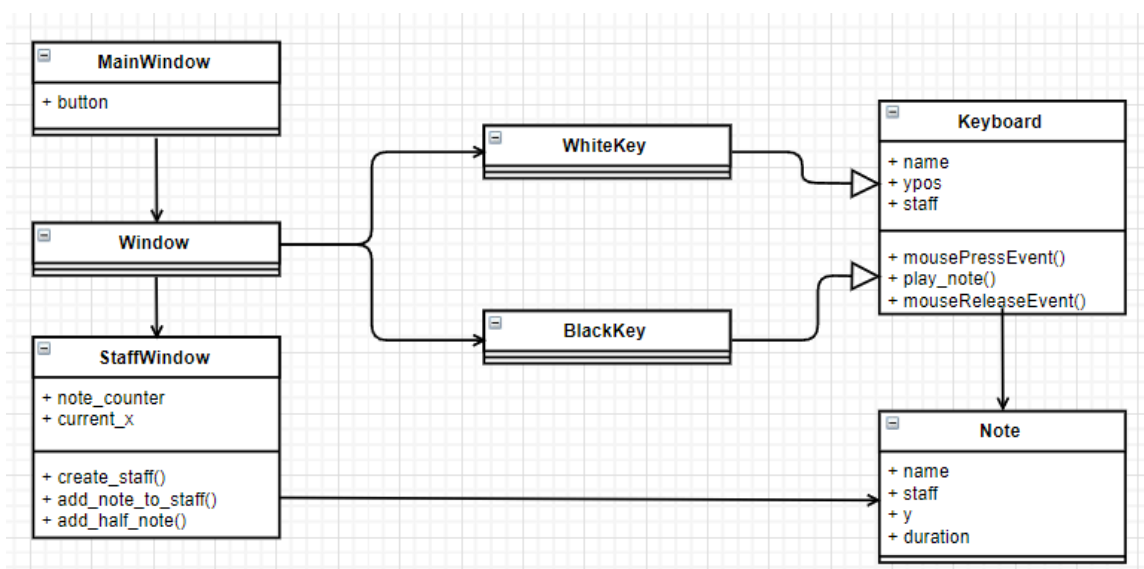 MainWindow
+ button
Window
StaffWindow
+ note_counter
+ current_x
+ create_staff()
+ add_note_to_staff()
+ add_half_note()
WhiteKey
BlackKey
Keyboard
+ name
+ ypos
+ staff
+ mousePressEvent()
+ play_note()
+ mouseReleaseEvent()
Note
+ name
+ staff
+ y
+ duration